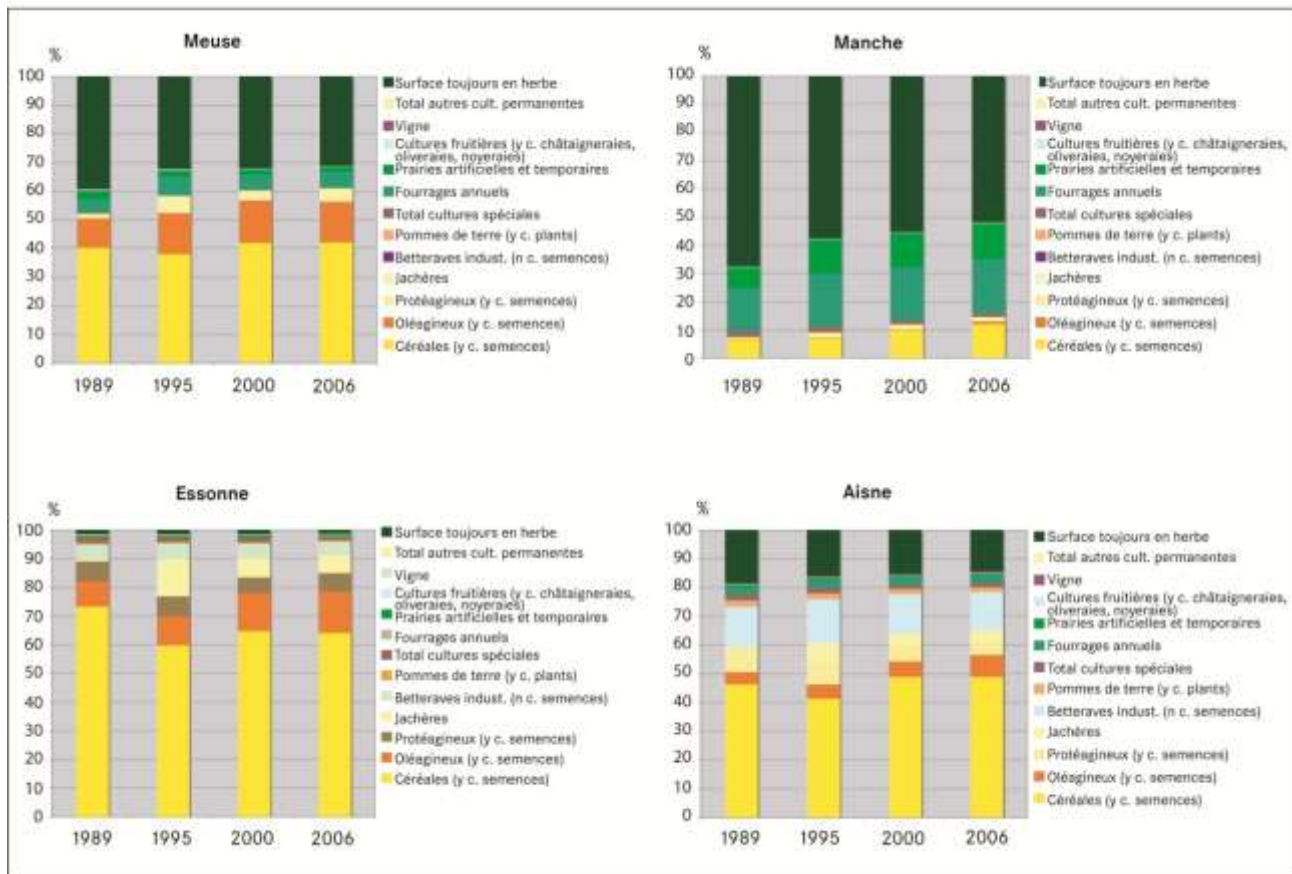 Meuse
%
100
90
80
70
60
50
40
30
20
10
0
1989 1995 2000 2006
Surface toujours en herbe
Total autres cult. permanentes
Vigne
Cultures fruitières (y c. châtaigneraies,
oliveraies, noyeraies)
Prairies artificielles et temporaires
Fourrages annuels
Total cultures spéciales
Pommes de terre (y c. plants)
Betteraves indust. (n c. semences)
Jachères
Protéagineux (y c. semences)
Oléagineux (y c. semences)
Céréales (y c. semences)
Manche
%
100
90
80
70
60
50
40
30
20
10
0
1989 1995 2000 2006
Surface toujours en herbe
Total autres cult. permanentes
Vigne
Cultures fruitières (y c. châtaigneraies,
oliveraies, noyeraies)
Prairies artificielles et temporaires
Fourrages annuels
Total cultures spéciales
Pommes de terre (y c. plants)
Betteraves indust. (n c. semences)
Jachères
Protéagineux (y c. semences)
Oléagineux (y c. semences)
Céréales (y c. semences)
Essonne
%
100
90
80
70
60
50
40
30
20
10
0
1989 1995 2000 2006
Surface toujours en herbe
Total autres cult. permanentes
Vigne
Cultures fruitières (y c. châtaigneraies,
oliveraies, noyeraies)
Prairies artificielles et temporaires
Fourrages annuels
Total cultures spéciales
Pommes de terre (y c. plants)
Betteraves indust. (n c. semences)
Jachères
Protéagineux (y c. semences)
Oléagineux (y c. semences)
Céréales (y c. semences)
Aisne
%
100
90
80
70
60
50
40
30
20
10
0
1989 1995 2000 2006
Surface toujours en herbe
Total autres cult. permanentes
Vigne
Cultures fruitières (y c. châtaigneraies,
oliveraies, noyeraies)
Prairies artificielles et temporaires
Fourrages annuels
Total cultures spéciales
Pommes de terre (y c. plants)
Betteraves indust. (n c. semences)
Jachères
Protéagineux (y c. semences)
Oléagineux (y c. semences)
Céréales (y c. semences)